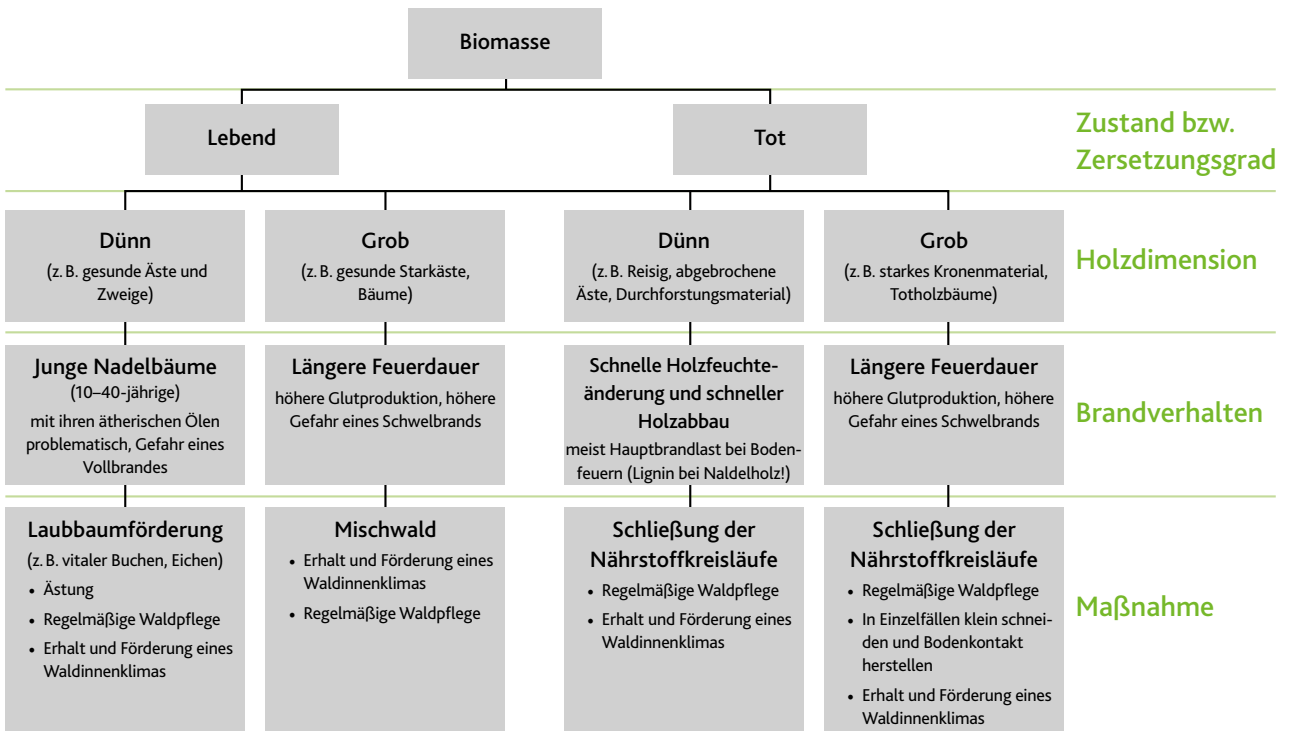 Biomasse
Lebend
Tot
Zustand bzw.
Zersetzungsgrad
Dünn
(z. B. gesunde Äste und
Zweige)
Grob
(z. B. gesunde Starkäste,
Bäume)
Dünn
(z. B. Reisig, abgebrochene
Äste, Durchforstungsmaterial)
Grob
(z. B. starkes Kronenmaterial,
Totholzbäume)
Holzdimension
Junge Nadelbäume
(10–40-jährige)
mit ihren ätherischen Ölen
problematisch, Gefahr eines
Vollbrandes
Längere Feuerdauer
höhere Glutproduktion, höhere
Gefahr eines Schwelbrands
Schnelle Holzfeuchte-
änderung und schneller
Holzabbau
meist Hauptbrandlast bei Boden-
feuern (Lignin bei Naldelholz!)
Längere Feuerdauer
höhere Glutproduktion, höhere
Gefahr eines Schwelbrands
Brandverhalten
Laubbaumförderung
(z. B. vitaler Buchen, Eichen)
• Ästung
• Regelmäßige Waldpflege
• Erhalt und Förderung eines
Waldinnenklimas
Mischwald
• Erhalt und Förderung eines
Waldinnenklimas
• Regelmäßige Waldpflege
Schließung der
Nährstoffkreisläufe
• Regelmäßige Waldpflege
• Erhalt und Förderung eines
Waldinnenklimas
Schließung der
Nährstoffkreisläufe
• Regelmäßige Waldpflege
• In Einzelfällen klein schnei-
den und Bodenkontakt
herstellen
• Erhalt und Förderung eines
Waldinnenklimas
Maßnahme